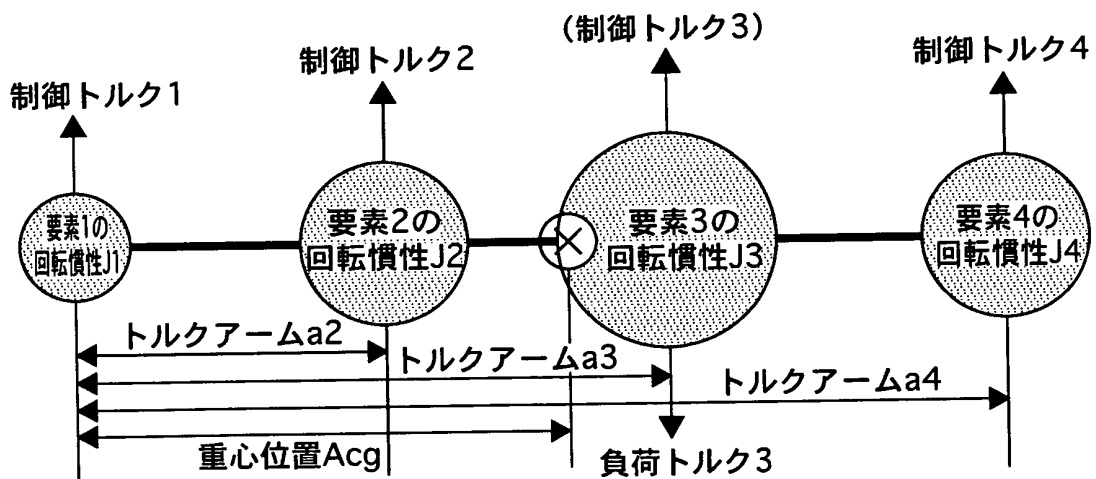 (制御トルク3)
制御トルク2
制御トルク4
制御トルク1
要素1の
回転慣性J1
要素2の
回転慣性J2
要素3の
回転慣性J3
要素4の
回転慣性J4
トルクアームa2
トルクアームa3
トルクアームa4
重心位置Acg
負荷トルク3